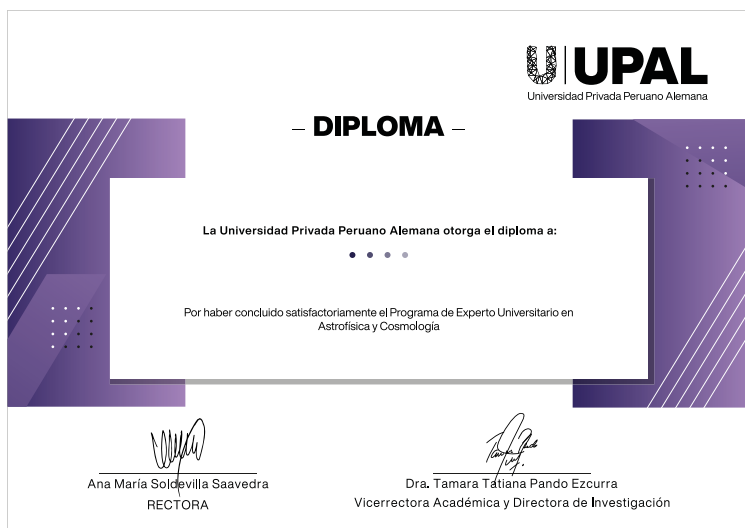 UPAL
Universidad Privada Peruano Alemana
– DIPLOMA –
La Universidad Privada Peruano Alemana otorga el diploma a:
Por haber concluido satisfactoriamente el Programa de Experto Universitario en
Astrofísica y Cosmología
Ana María Soldevilla Saavedra
RECTORA
Dra. Tamara Tatiana Pando Ezcurra
Vicerrectora Académica y Directora de Investigación